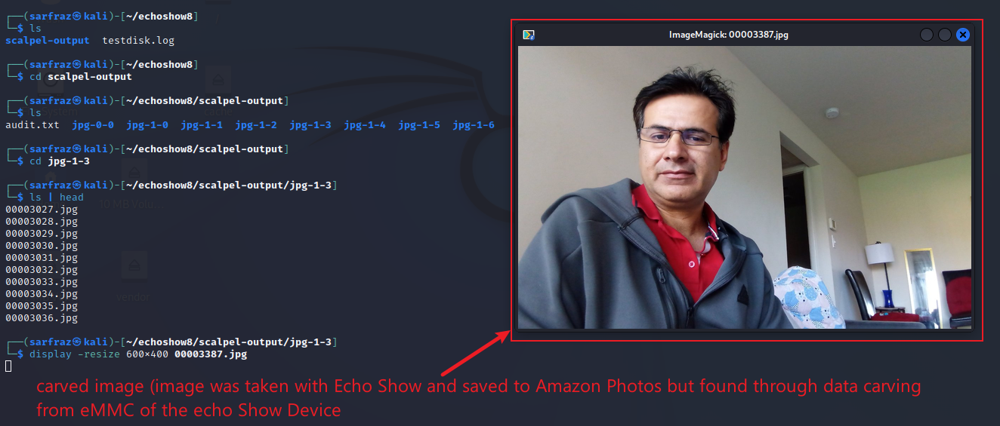 ┌──(sarfraz㉿kali)-[~/echoshow8]
└─$ ls
scalpel-output  testdisk.log
┌──(sarfraz㉿kali)-[~/echoshow8]
└─$ cd scalpel-output
┌──(sarfraz㉿kali)-[~/echoshow8/scalpel-output]
└─$ ls
audit.txt  jpg-0-0  jpg-1-0  jpg-1-1  jpg-1-2  jpg-1-3  jpg-1-4  jpg-1-5  jpg-1-6
┌──(sarfraz㉿kali)-[~/echoshow8/scalpel-output]
└─$ cd jpg-1-3
┌──(sarfraz㉿kali)-[~/echoshow8/scalpel-output/jpg-1-3]
└─$ ls | head
00003027.jpg
00003028.jpg
00003029.jpg
00003030.jpg
00003031.jpg
00003032.jpg
00003033.jpg
00003034.jpg
00003035.jpg
00003036.jpg
┌──(sarfraz㉿kali)-[~/echoshow8/scalpel-output/jpg-1-3]
└─$ display -resize 600×400 00003387.jpg
ImageMagick: 00003387.jpg
10 MB Volu...
vendor
carved image (image was taken with Echo Show and saved to Amazon Photos but found through data carving
from eMMC of the echo Show Device